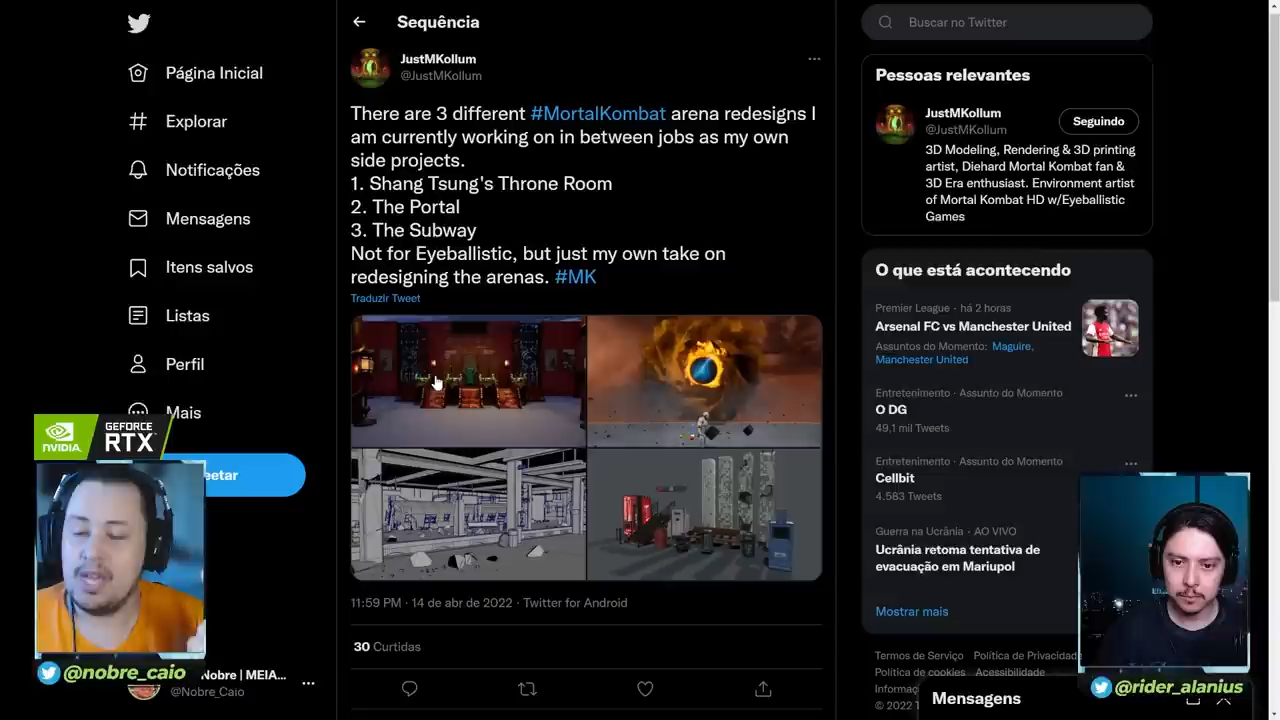 Sequência
Buscar no Twitter
Página Inicial
Explorar
Notificações
Mensagens
Itens salvos
Listas
Perfil
Mais
JustMKollum
@JustMKollum
There are 3 different #MortalKombat arena redesigns I
am currently working on in between jobs as my own
side projects.
1. Shang Tsung's Throne Room
2. The Portal
3. The Subway
Not for Eyeballistic, but just my own take on
redesigning the arenas. #MK
Traduzir Tweet
11:59 PM · 14 de abr de 2022 · Twitter for Android
30 Curtidas
Pessoas relevantes
JustMKollum
@JustMKollum
Seguindo
3D Modeling, Rendering & 3D printing
artist, Diehard Mortal Kombat fan &
3D Era enthusiast. Environment artist
of Mortal Kombat HD w/Eyeballistic
Games
O que está acontecendo
Premier League · há 2 horas
Arsenal FC vs Manchester United
Assuntos do Momento: Maguire,
Manchester United
Entretenimento · Assunto do Momento
O DG
49,1 mil Tweets
Entretenimento · Assunto do Momento
Cellbit
4.583 Tweets
Guerra na Ucrânia · AO VIVO
Ucrânia retoma tentativa de
evacuação em Mariupol
Mostrar mais
Termos de Serviço Política de Privacidade
Política de cookies Acessibilidade
© 2022
Mensagens
NVIDIA
GEFORCE
RTX
etar
@nobre_caio
Nobre | MEIA...
@Nobre_Caio
@rider_alanius